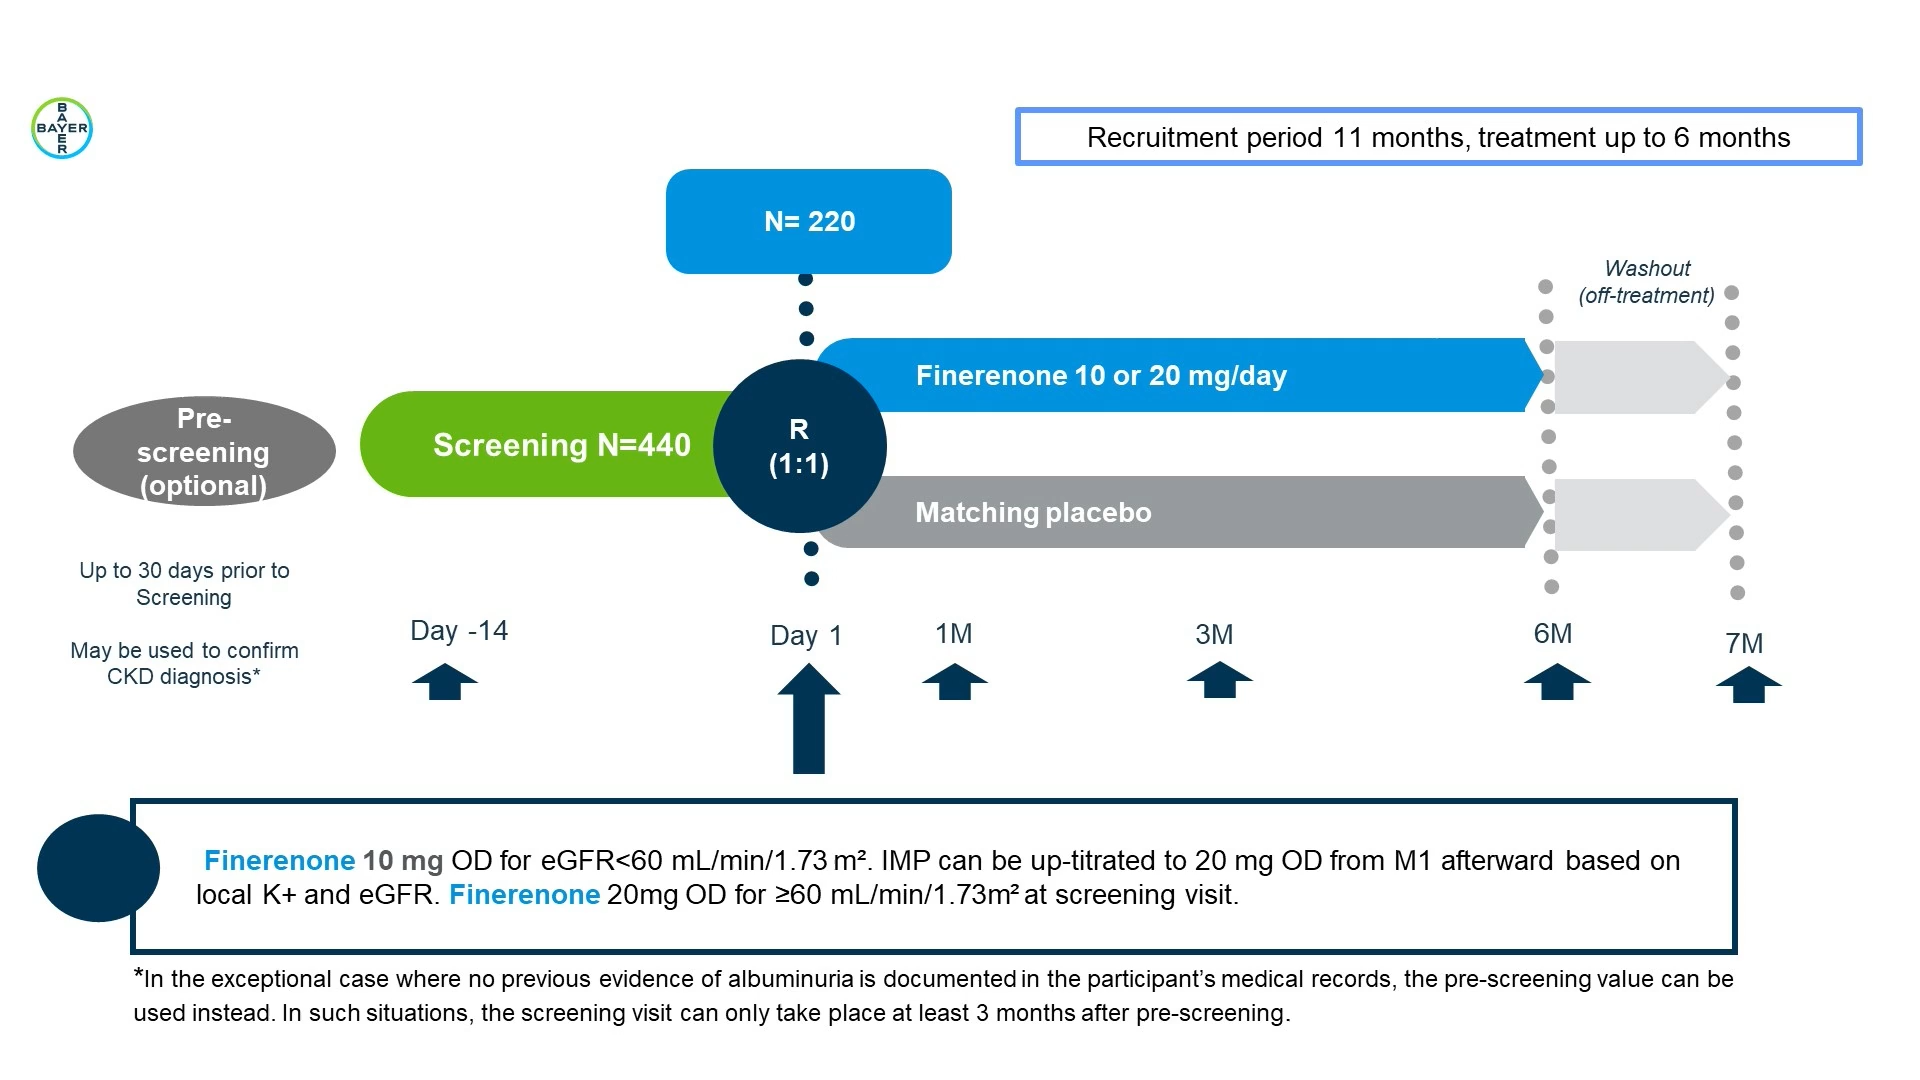 BAYER
BAYER
Recruitment period 11 months, treatment up to 6 months
N= 220
Washout
(off-treatment)
Finerenone 10 or 20 mg/day
Pre-
screening
(optional)
Screening N=440
R
(1:1)
Matching placebo
Up to 30 days prior to
Screening
May be used to confirm
CKD diagnosis*
Day -14
Day 1
1M
3M
6M
7M
Finerenone 10 mg OD for eGFR<60 mL/min/1.73 m². IMP can be up-titrated to 20 mg OD from M1 afterward based on
local K+ and eGFR. Finerenone 20mg OD for ≥60 mL/min/1.73m² at screening visit.
*In the exceptional case where no previous evidence of albuminuria is documented in the participant’s medical records, the pre-screening value can be
used instead. In such situations, the screening visit can only take place at least 3 months after pre-screening.